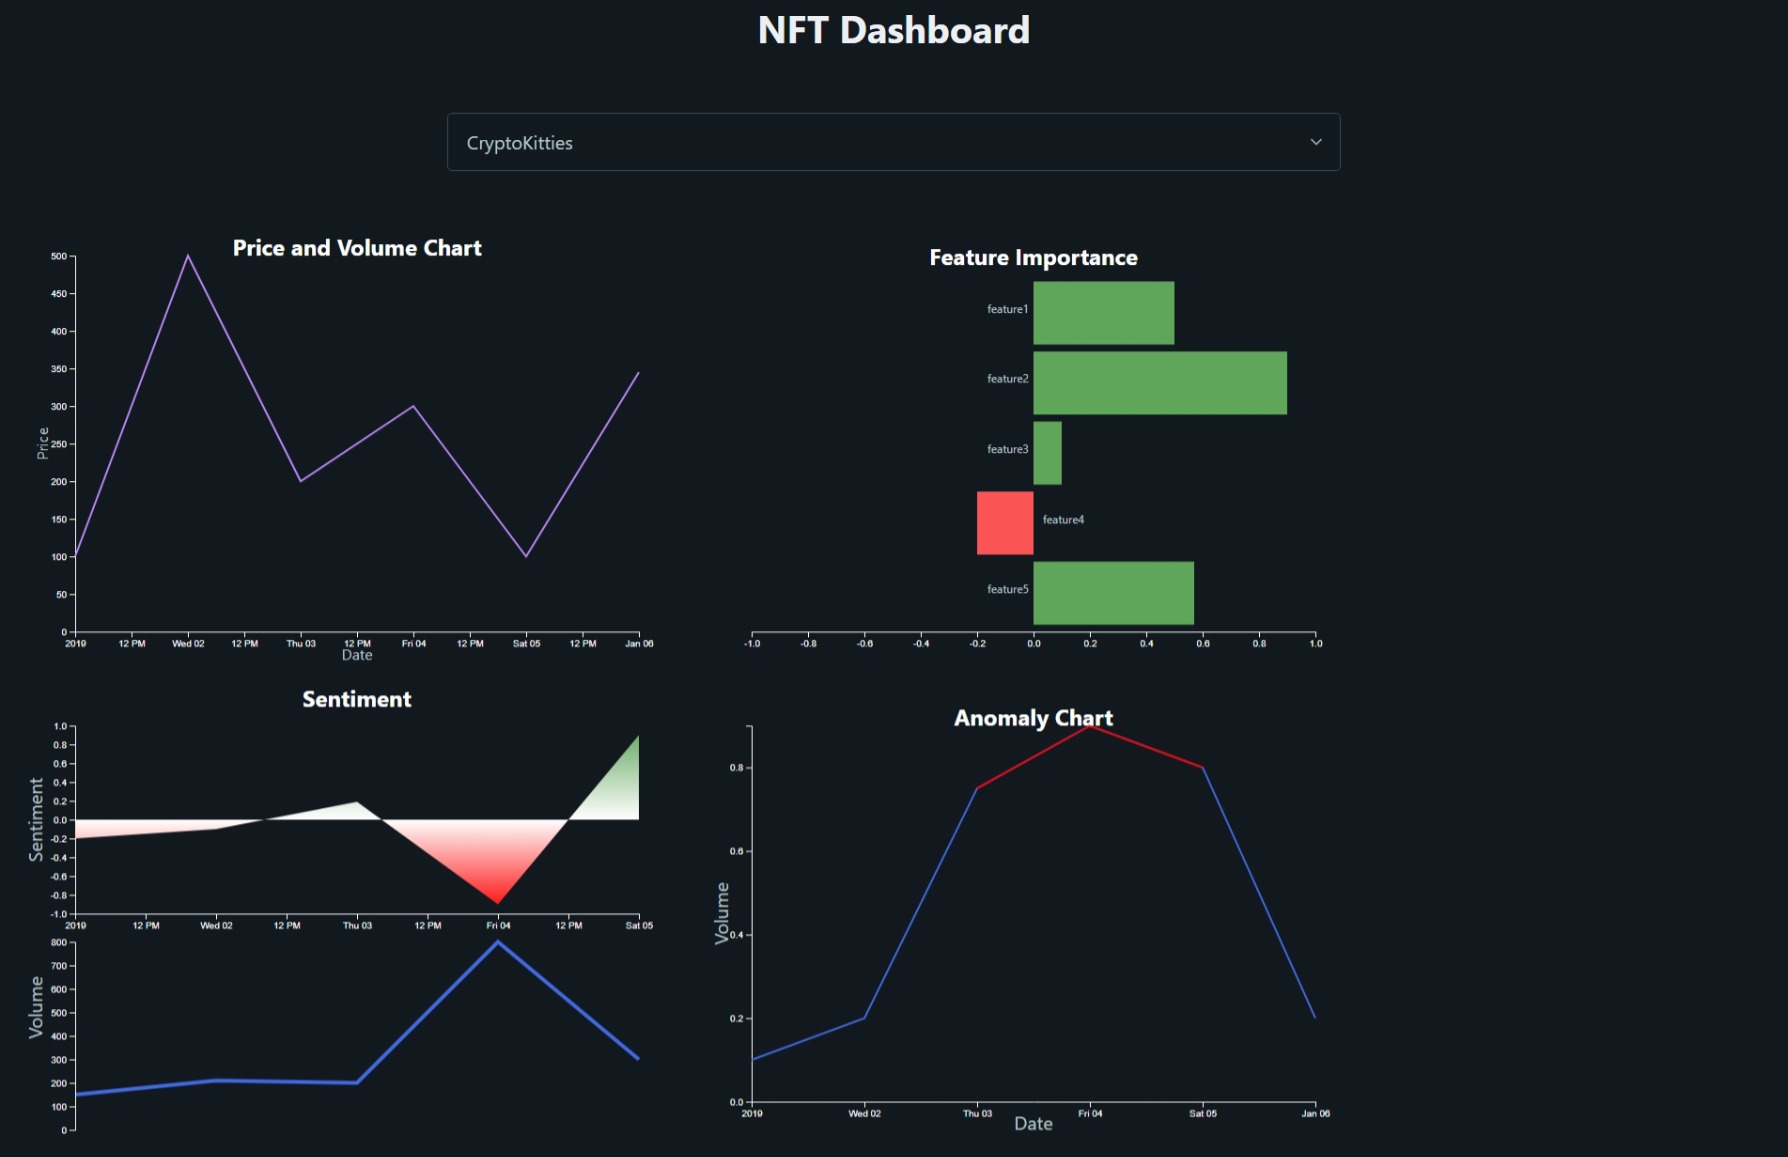 NFT Dashboard
CryptoKitties
Price and Volume Chart
500
450
400
350
300
250
200
150
100
50
0
Price
2019 12 PM Wed 02 12 PM Thu 03 12 PM Fri 04 12 PM Sat 05 12 PM Jan 06
Date
Feature Importance
feature1
feature2
feature3
feature4
feature5
-1.0 -0.8 -0.6 -0.4 -0.2 0.0 0.2 0.4 0.6 0.8 1.0
Sentiment
1.0
0.8
0.6
0.4
0.2
0.0
-0.2
-0.4
-0.6
-0.8
-1.0
Sentiment
2019 12 PM Wed 02 12 PM Thu 03 12 PM Fri 04 12 PM Sat 05
800
700
600
500
400
300
200
100
0
Volume
Anomaly Chart
0.8
0.6
0.4
0.2
0.0
Volume
2019 Wed 02 Thu 03 Fri 04 Sat 05 Jan 06
Date